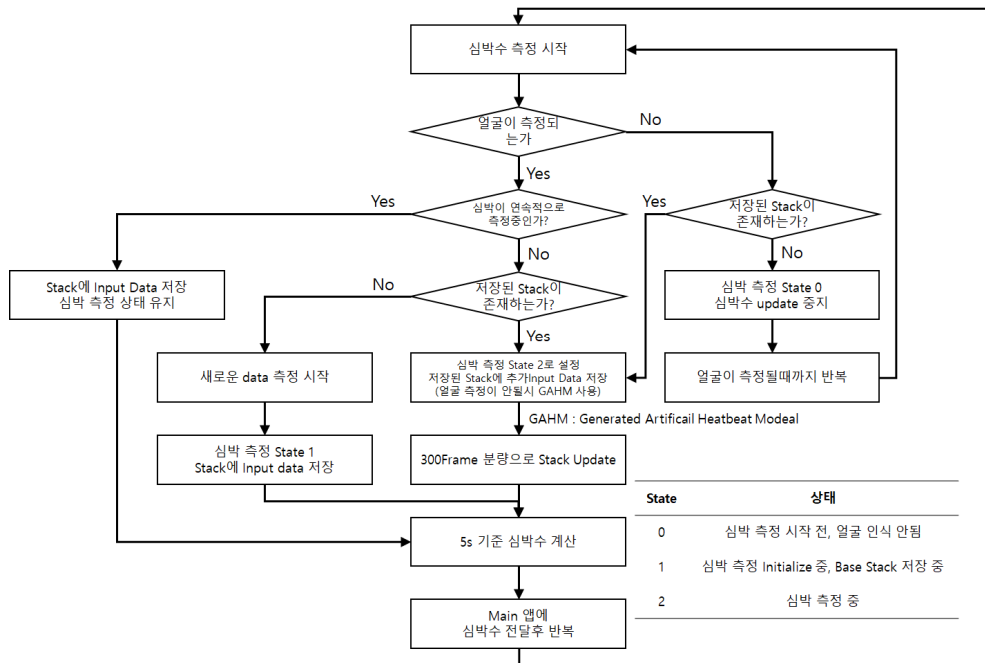 심박수 측정 시작
얼굴이 측정되
는가
No
Yes
심박이 연속적으로
측정중인가?
Yes
No
저장된 Stack이
존재하는가?
Yes
No
Stack에 Input Data 저장
심박 측정 상태 유지
저장된 Stack이
존재하는가?
No
Yes
심박 측정 State 0
심박수 update 중지
새로운 data 측정 시작
심박 측정 State 2로 설정
저장된 Stack에 추가Input Data 저장
(얼굴 측정이 안될시 GAHM 사용)
얼굴이 측정될때까지 반복
GAHM : Generated Artificail Heatbeat Modeal
심박 측정 State 1
Stack에 Input data 저장
300Frame 분량으로 Stack Update
5s 기준 심박수 계산
Main 앱에
심박수 전달후 반복
State 상태
0 심박 측정 시작 전, 얼굴 인식 안됨
1 심박 측정 Initialize 중, Base Stack 저장 중
2 심박 측정 중